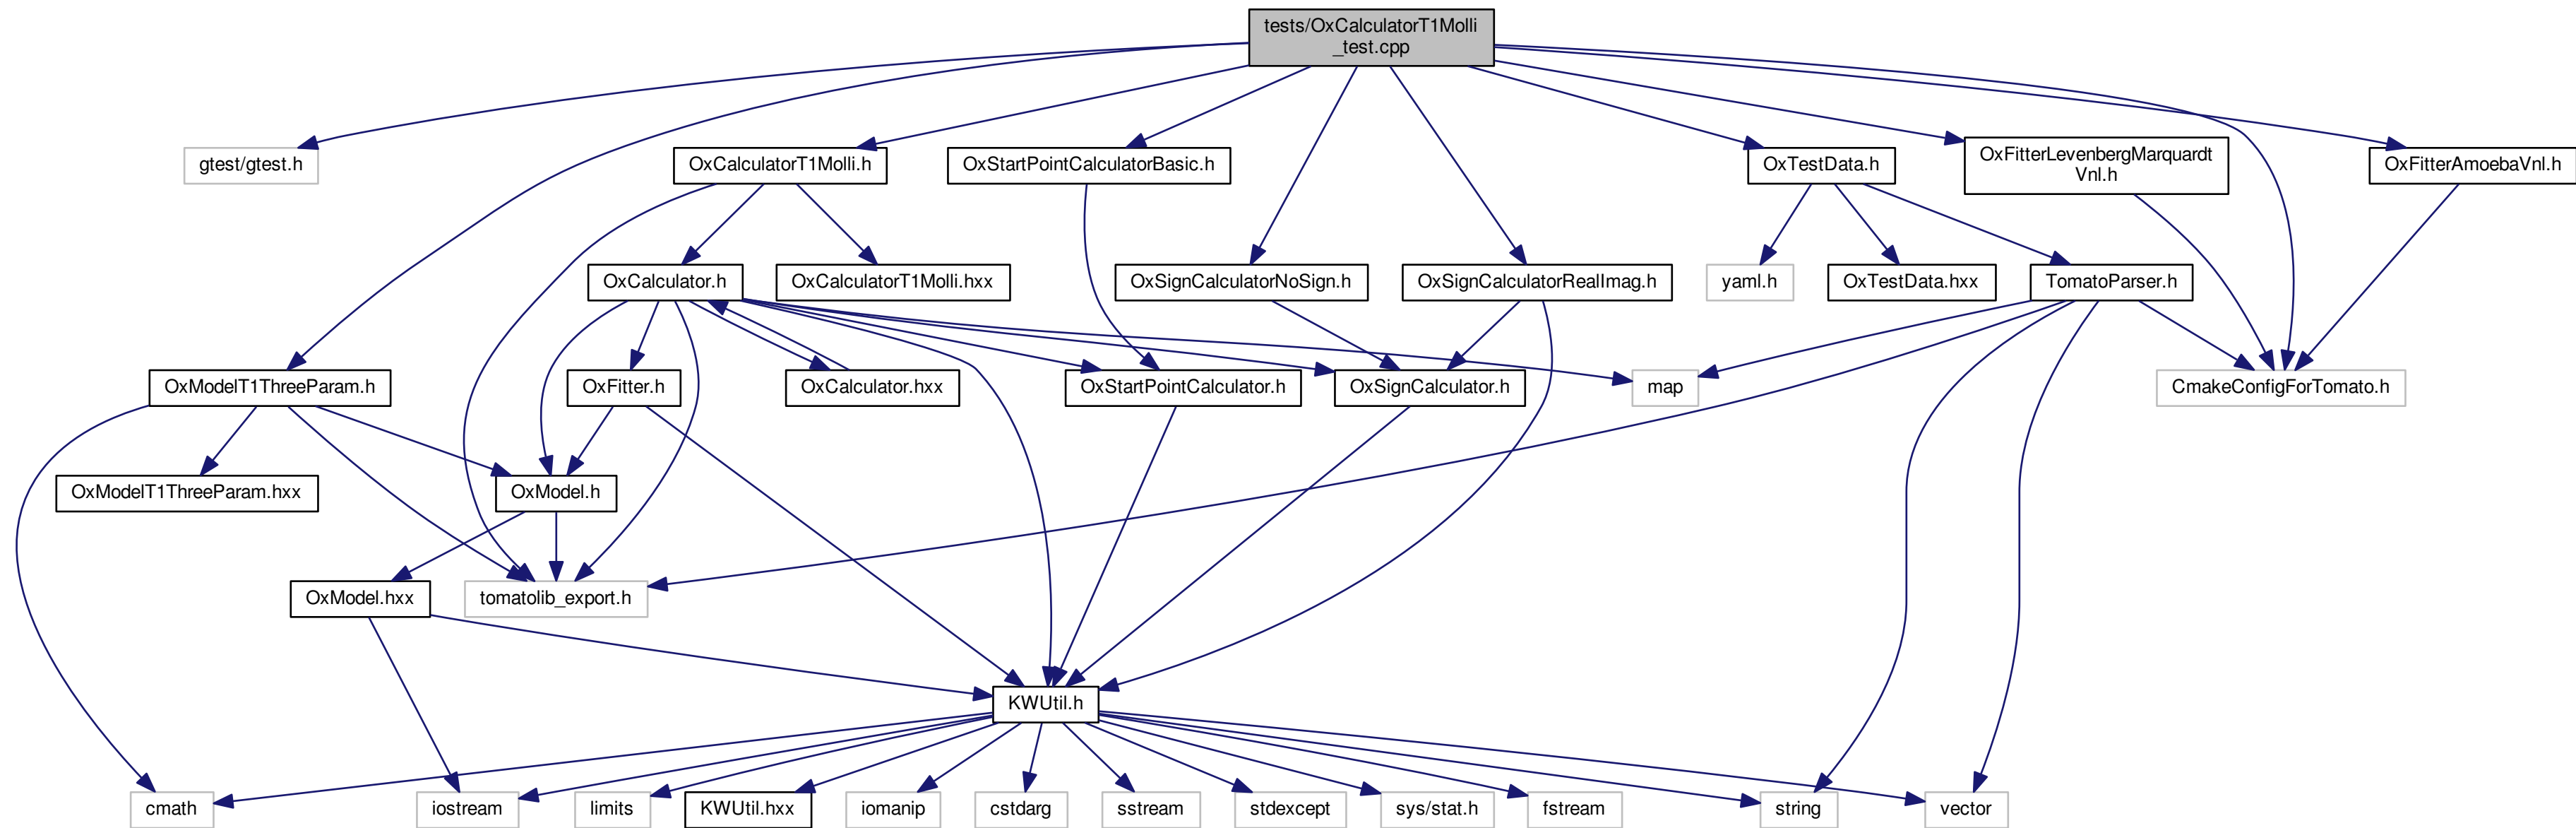 tests/OxCalculatorT1Molli
_test.cpp
gtest/gtest.h
OxCalculatorT1Molli.h
OxStartPointCalculatorBasic.h
OxTestData.h
OxFitterLevenbergMarquardt
Vnl.h
OxFitterAmoebaVnl.h
OxCalculator.h
OxCalculatorT1Molli.hxx
OxSignCalculatorNoSign.h
OxSignCalculatorRealImag.h
yaml.h
OxTestData.hxx
TomatoParser.h
OxModelT1ThreeParam.h
OxFitter.h
OxCalculator.hxx
OxStartPointCalculator.h
OxSignCalculator.h
map
CmakeConfigForTomato.h
OxModelT1ThreeParam.hxx
OxModel.h
OxModel.hxx
tomatolib_export.h
KWUtil.h
cmath
iostream
limits
KWUtil.hxx
iomanip
cstdarg
sstream
stdexcept
sys/stat.h
fstream
string
vector